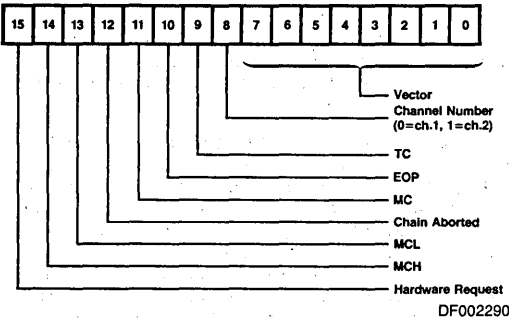 15 14 13 12 11 10 9 8 7 6 5 4 3 2 1 0
Vector
Channel Number
(0=ch.1, 1=ch.2)
TC
EOP
MC
Chain Aborted
MCL
MCH
Hardware Request
DF002290